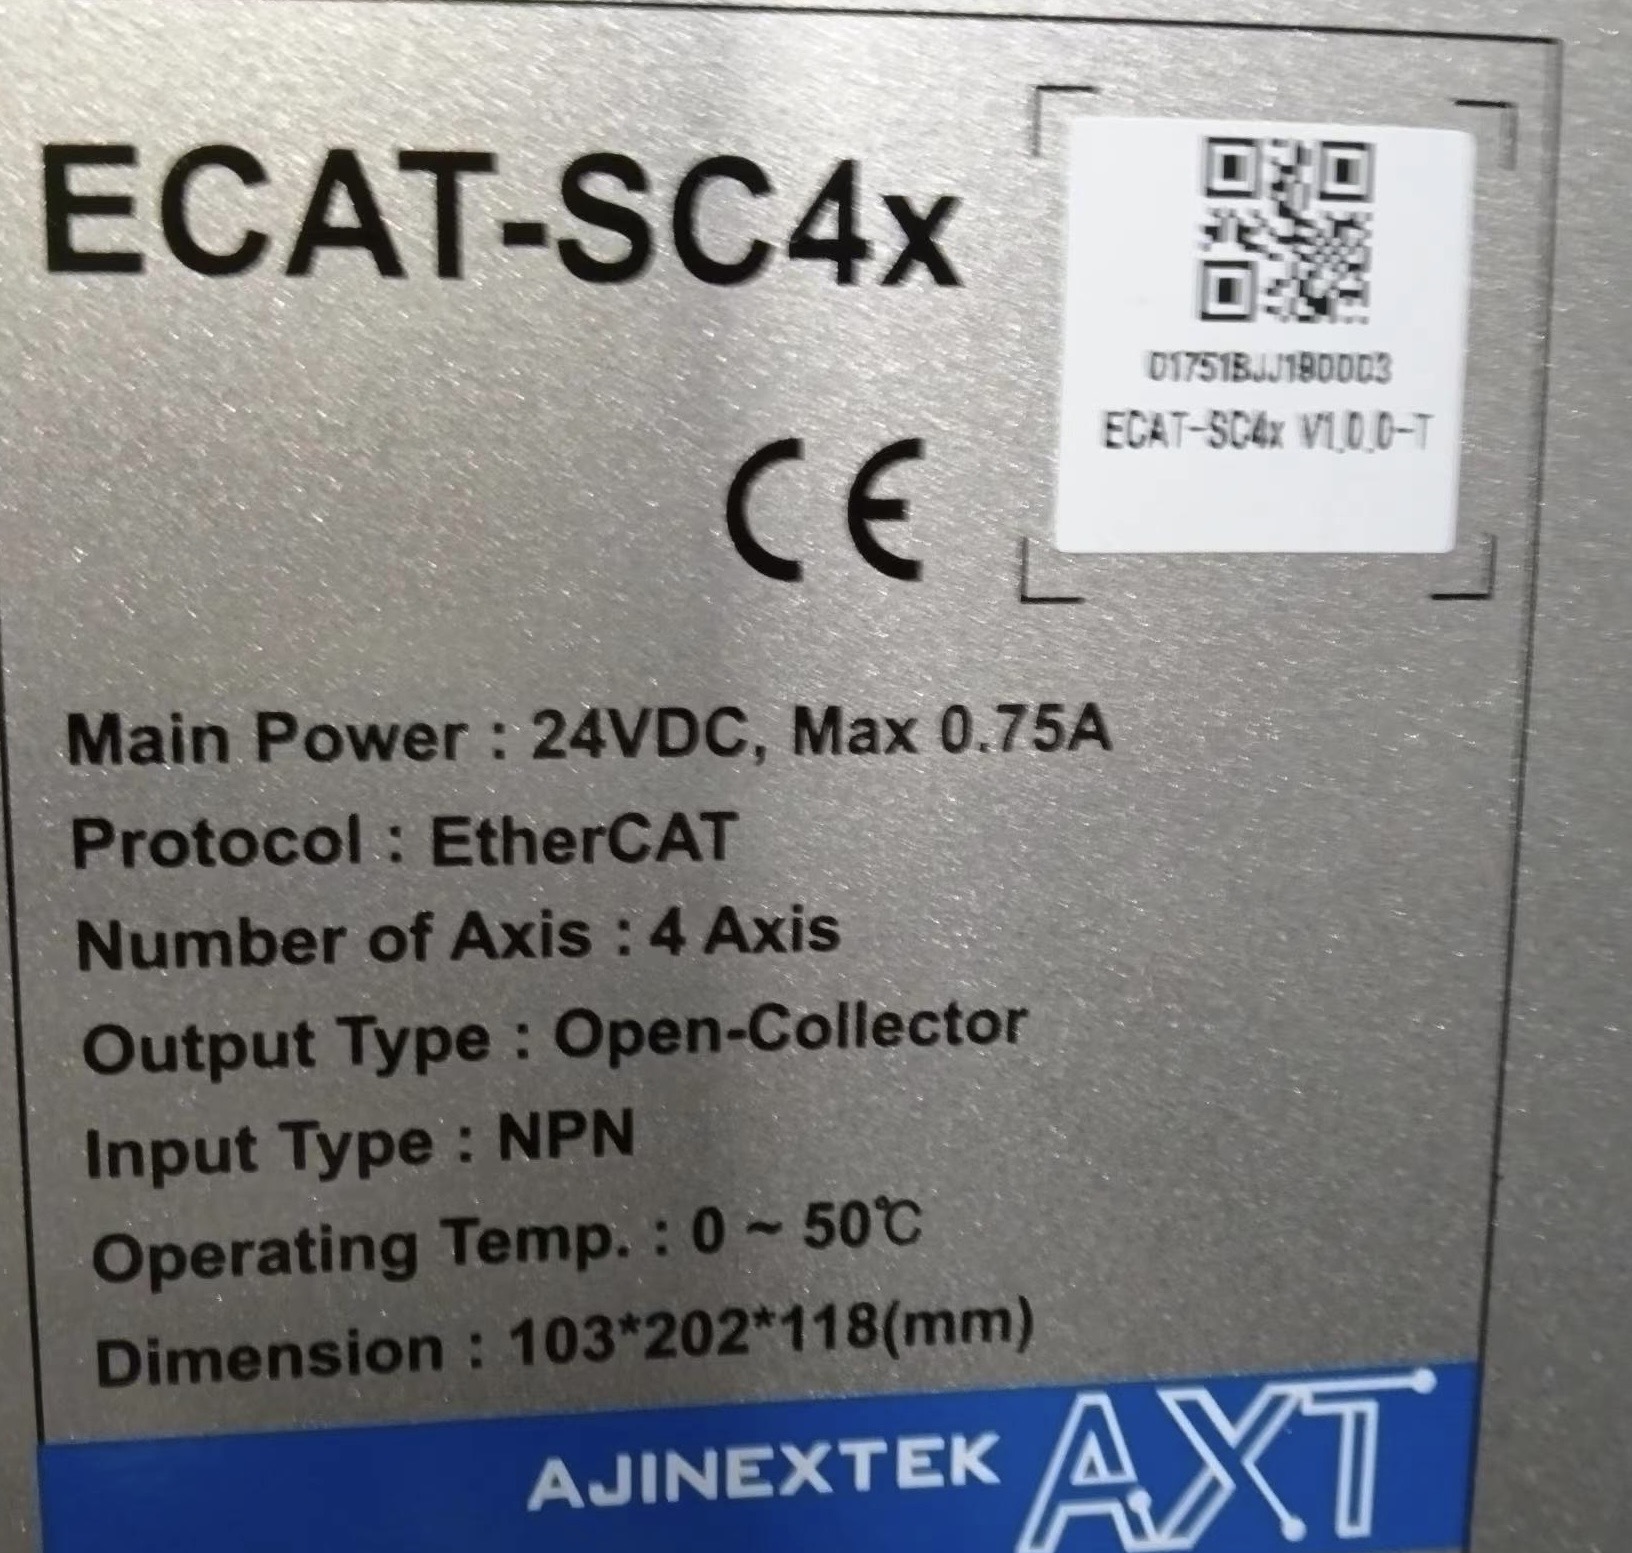 ECAT-SC4x
01751BJJ190003
ECAT-SC4x V1.0.0-T
CE
Main Power : 24VDC, Max 0.75A
Protocol : EtherCAT
Number of Axis : 4 Axis
Output Type : Open-Collector
Input Type : NPN
Operating Temp. : 0 ~ 50℃
Dimension : 103*202*118(mm)
AJINEXTEK AXT